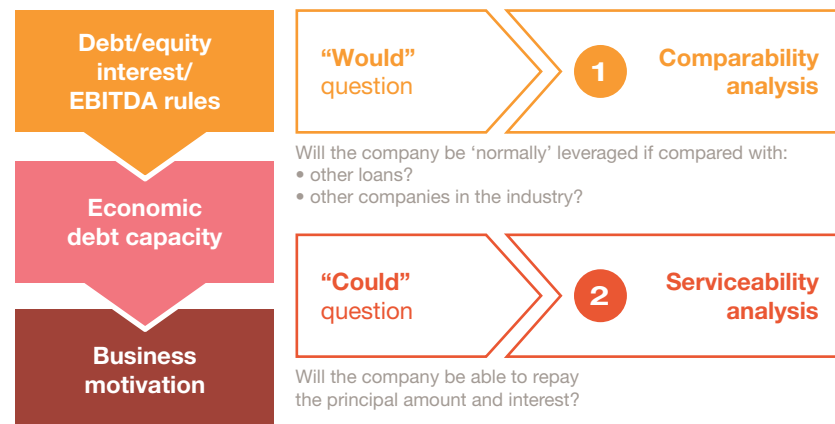 Debt/equity
interest/
EBITDA rules
Economic
debt capacity
Business
motivation
“Would”
question
1
Comparability
analysis
Will the company be ‘normally’ leveraged if compared with:
• other loans?
• other companies in the industry?
“Could”
question
2
Serviceability
analysis
Will the company be able to repay
the principal amount and interest?